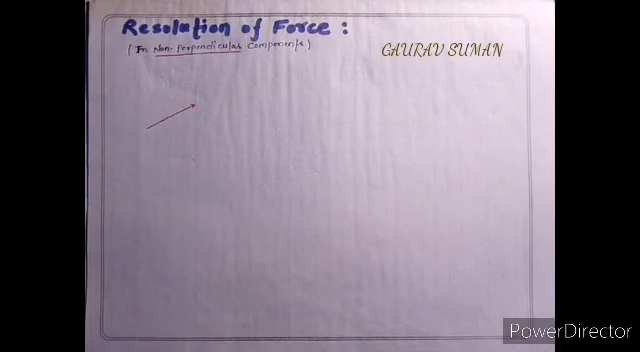 Resolution of Force :
( In Non-Perpendicular Components )
GAURAV SUMAN
PowerDirector